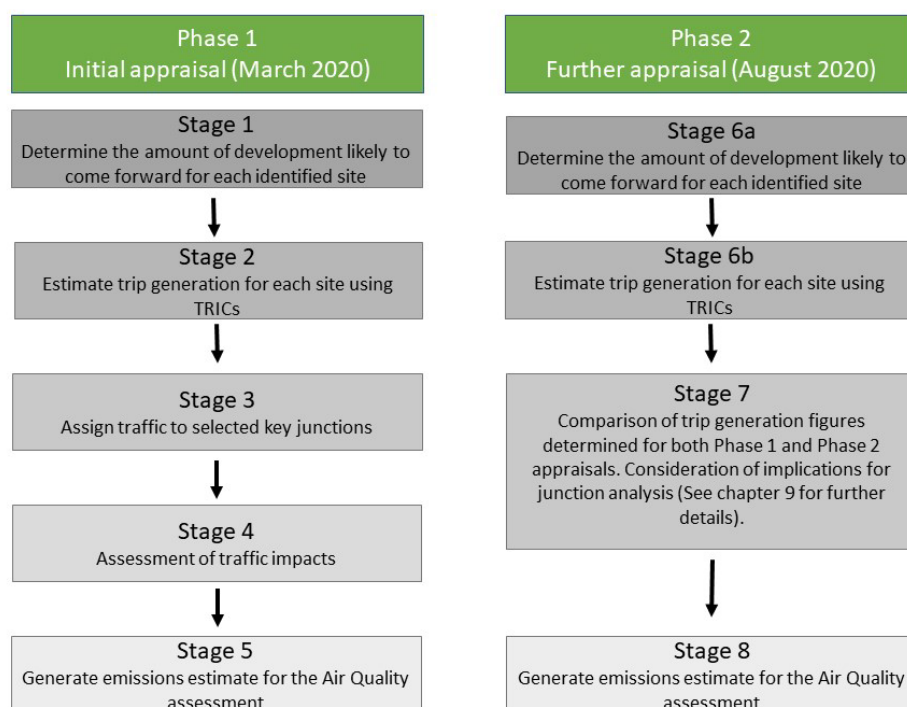 Phase 1
Initial appraisal (March 2020)
Stage 1
Determine the amount of development likely to
come forward for each identified site
Stage 2
Estimate trip generation for each site using
TRICs
Stage 3
Assign traffic to selected key junctions
Stage 4
Assessment of traffic impacts
Stage 5
Generate emissions estimate for the Air Quality
assessment
Phase 2
Further appraisal (August 2020)
Stage 6a
Determine the amount of development likely to
come forward for each identified site
Stage 6b
Estimate trip generation for each site using
TRICs
Stage 7
Comparison of trip generation figures
determined for both Phase 1 and Phase 2
appraisals. Consideration of implications for
junction analysis (See chapter 9 for further
details).
Stage 8
Generate emissions estimate for the Air Quality
assessment